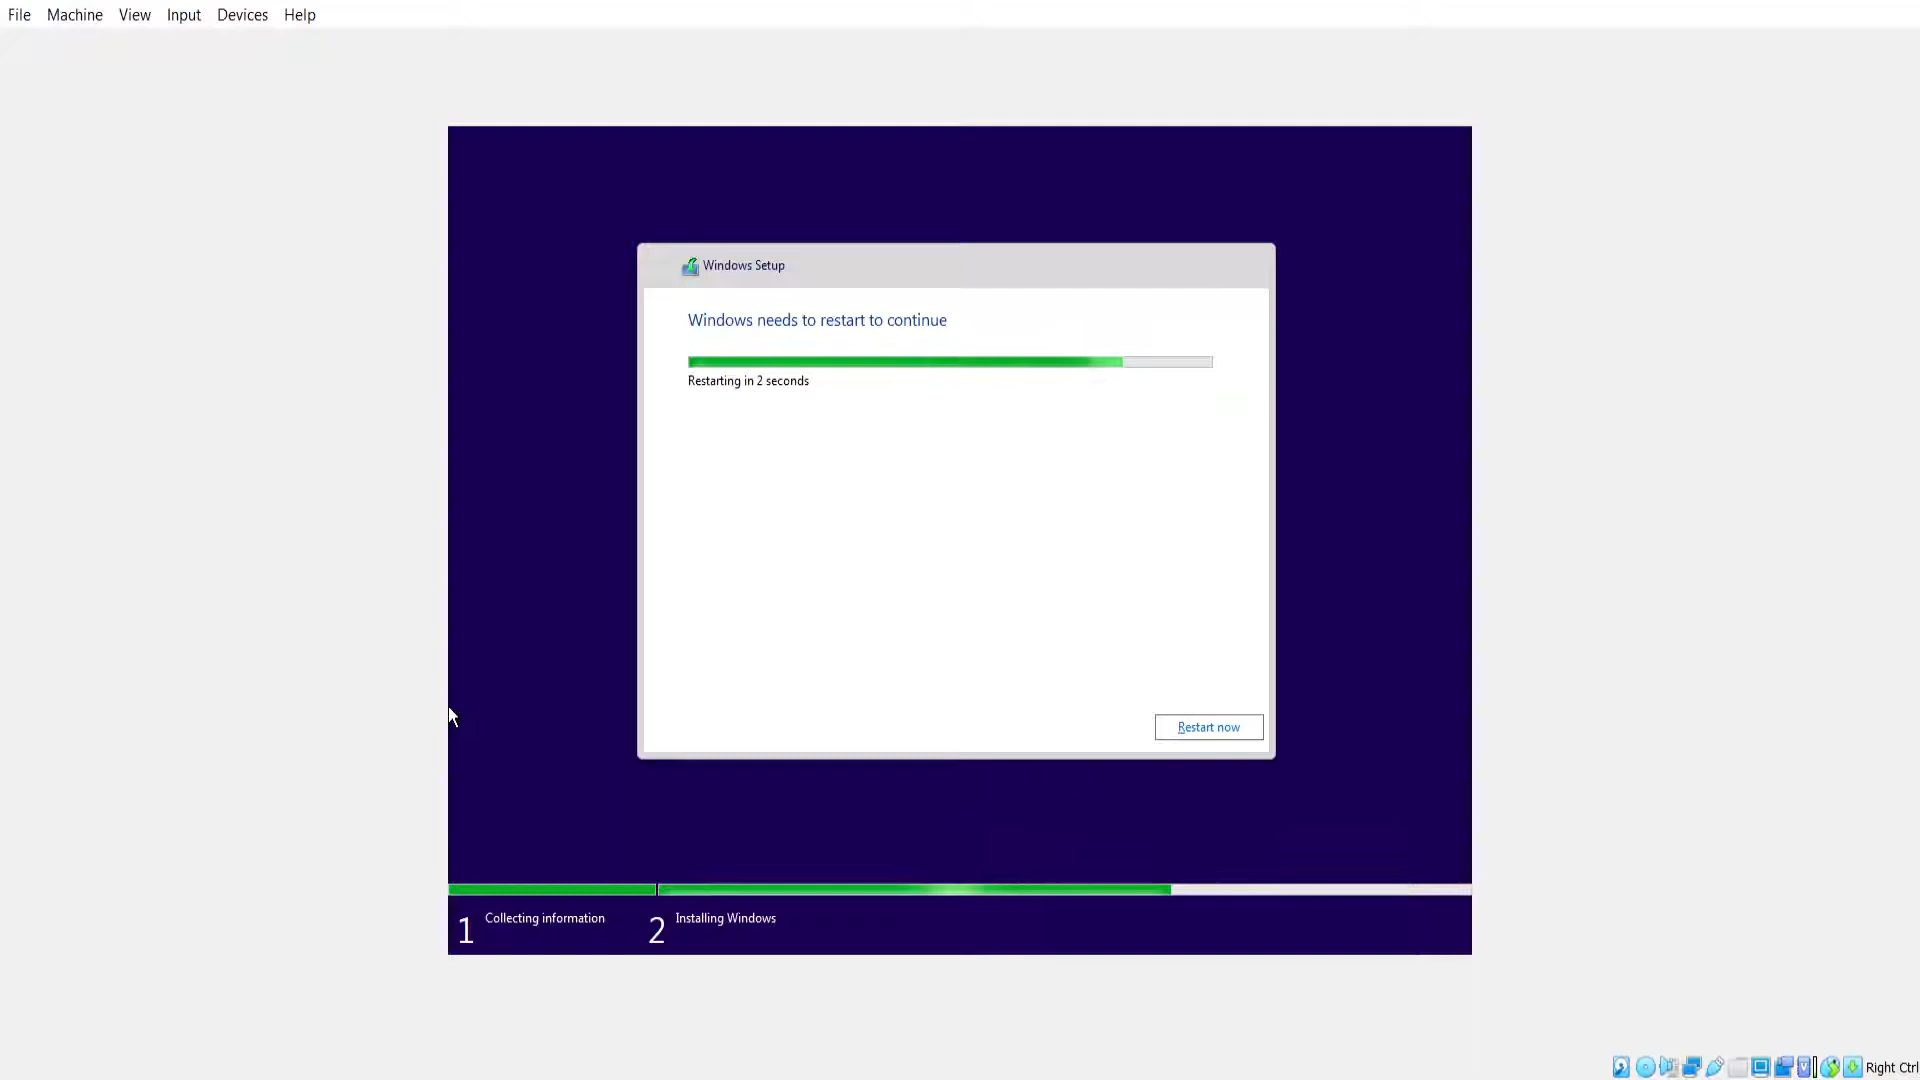 File Machine View Input Devices Help
Windows Setup
Windows needs to restart to continue
Restarting in 2 seconds
Restart now
1 Collecting information 2 Installing Windows
Right Ctrl